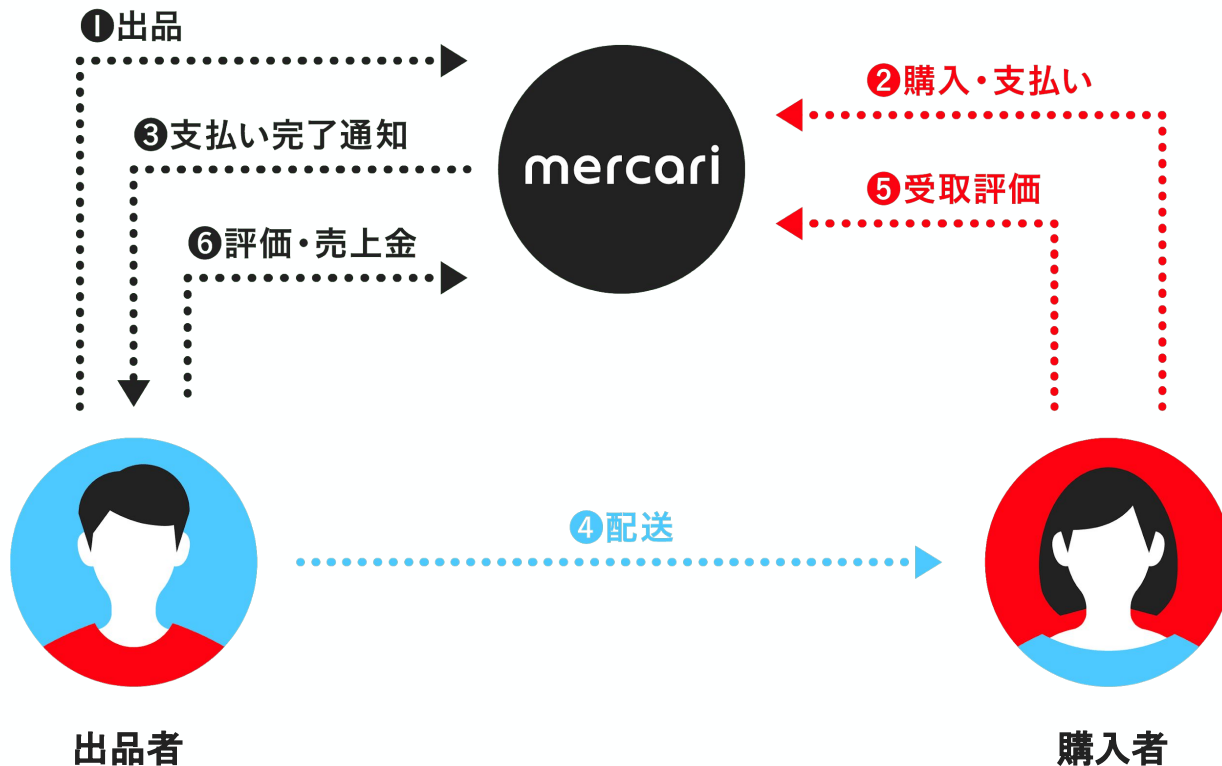 ❶出品
❷購入・支払い
❸支払い完了通知
mercari
❺受取評価
❻評価・売上金
❹配送
出品者
購入者